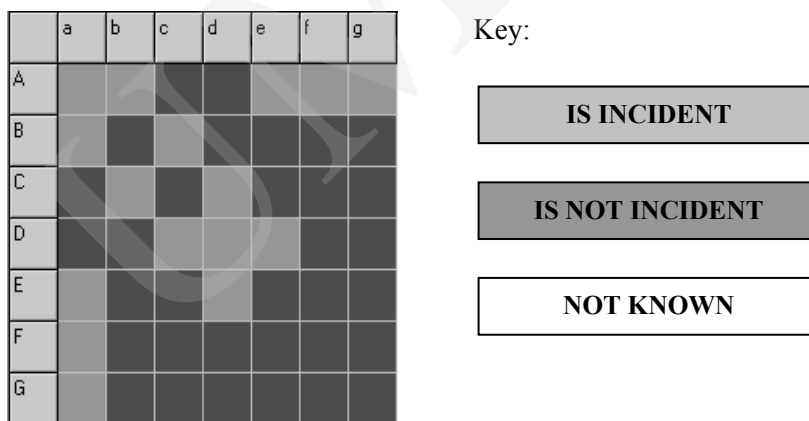 a b c d e f g
Key:
A
IS INCIDENT
B
C
IS NOT INCIDENT
D
E
NOT KNOWN
F
G